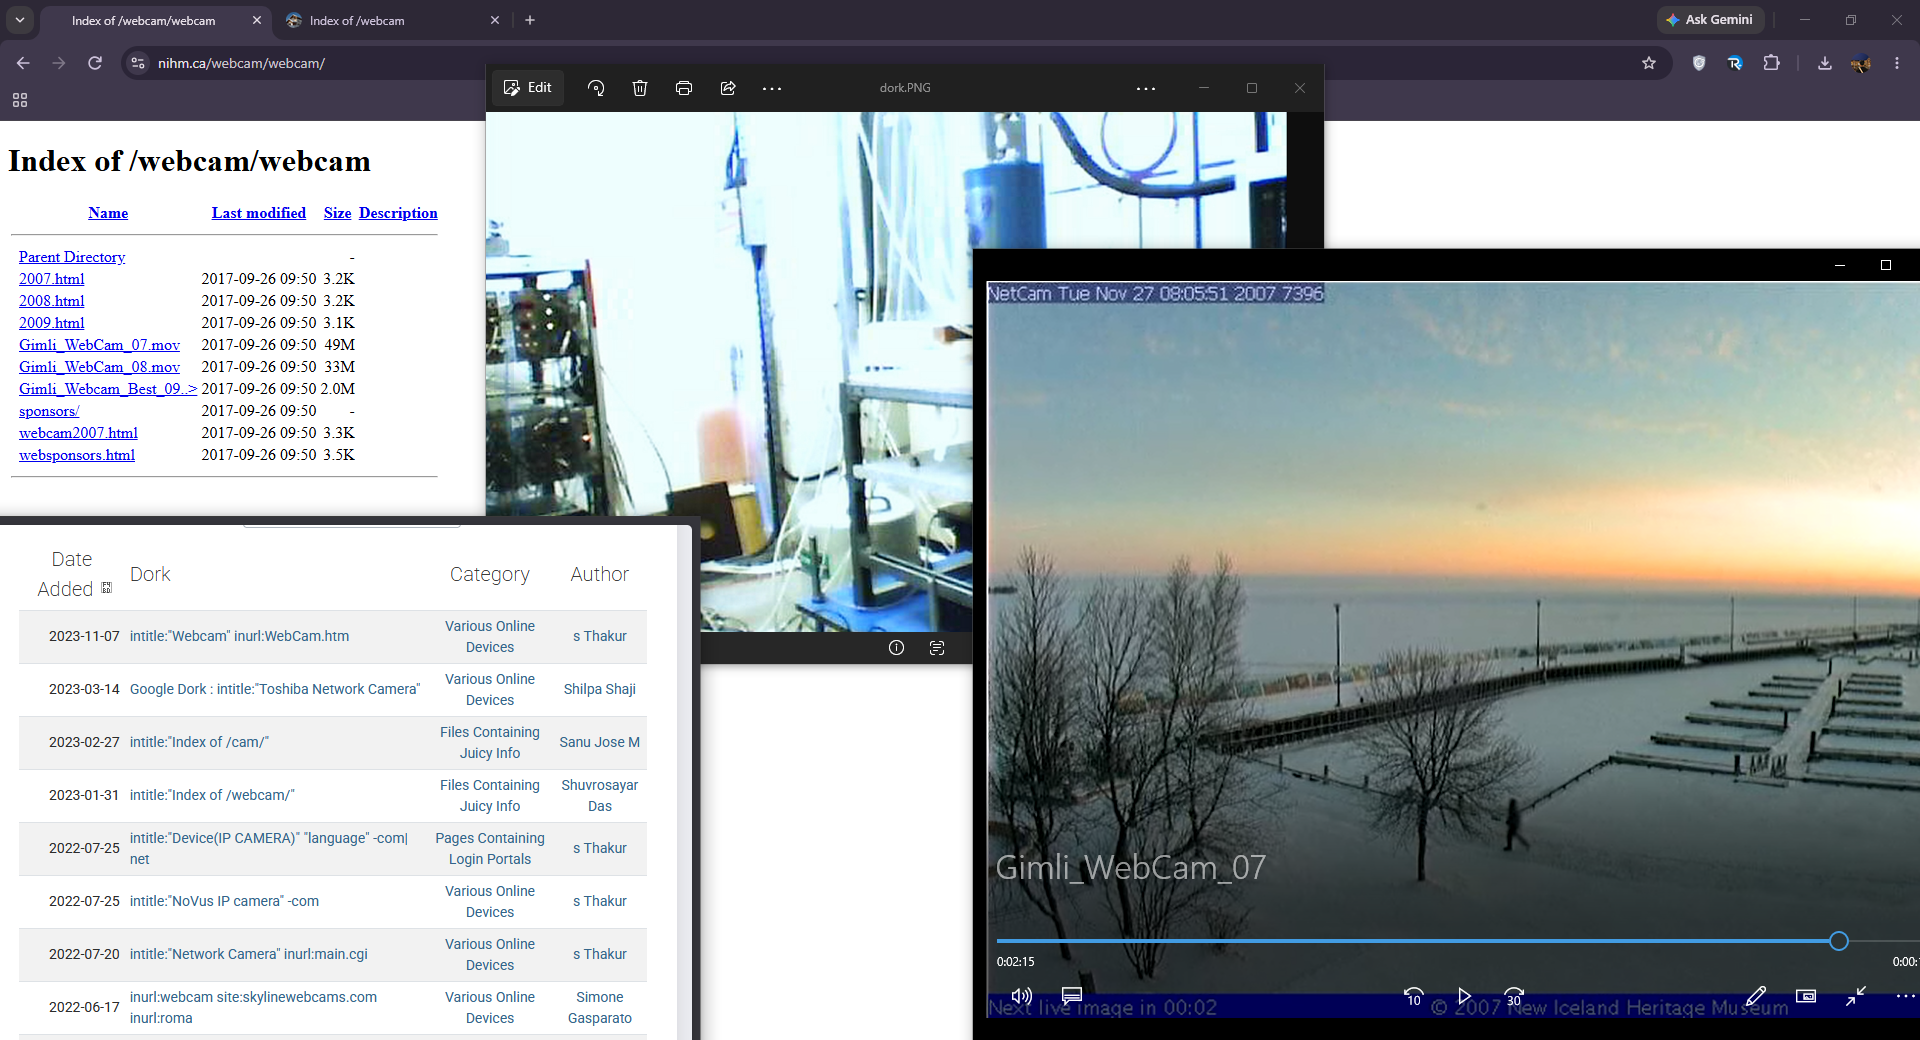 Index of /webcam/webcam
Index of /webcam
Ask Gemini
nihm.ca/webcam/webcam/
Edit
dork.PNG
Index of /webcam/webcam
Name Last modified Size Description
Parent Directory -
2007.html 2017-09-26 09:50 3.2K
2008.html 2017-09-26 09:50 3.2K
2009.html 2017-09-26 09:50 3.1K
Gimli_WebCam_07.mov 2017-09-26 09:50 49M
Gimli_WebCam_08.mov 2017-09-26 09:50 33M
Gimli_Webcam_Best_09..> 2017-09-26 09:50 2.0M
sponsors/ 2017-09-26 09:50 -
webcam2007.html 2017-09-26 09:50 3.3K
websponsors.html 2017-09-26 09:50 3.5K
Date Added Dork Category Author
2023-11-07 intitle:"Webcam" inurl:WebCam.htm Various Online Devices s Thakur
2023-03-14 Google Dork : intitle:"Toshiba Network Camera" Various Online Devices Shilpa Shaji
2023-02-27 intitle:"Index of /cam/" Files Containing Juicy Info Sanu Jose M
2023-01-31 intitle:"Index of /webcam/" Files Containing Juicy Info Shuvrosayar Das
2022-07-25 intitle:"Device(IP CAMERA)" "language" -com|net Pages Containing Login Portals s Thakur
2022-07-25 intitle:"NoVus IP camera" -com Various Online Devices s Thakur
2022-07-20 intitle:"Network Camera" inurl:main.cgi Various Online Devices s Thakur
2022-06-17 inurl:webcam site:skylinewebcams.com inurl:roma Various Online Devices Simone Gasparato
NetCam Tue Nov 27 08:05:51 2007 7396
Gimli_WebCam_07
0:02:15
0:00:
10
30
Next live image in 00:02
© 2007 New Iceland Heritage Museum